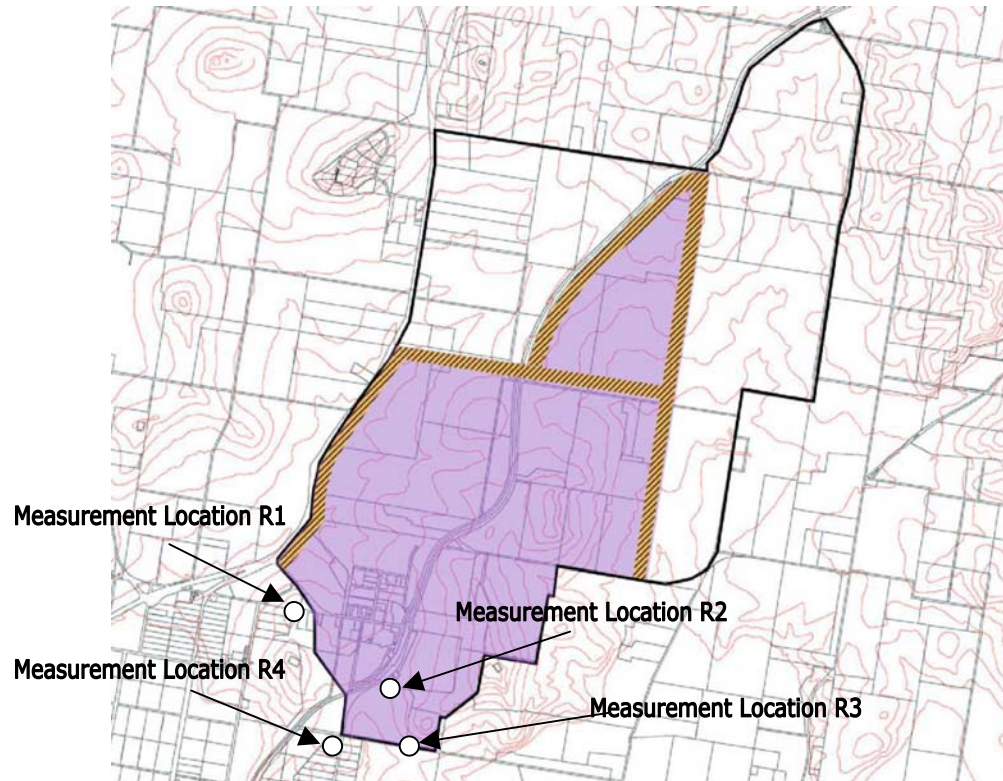 Measurement Location R1
Measurement Location R2
Measurement Location R4
Measurement Location R3